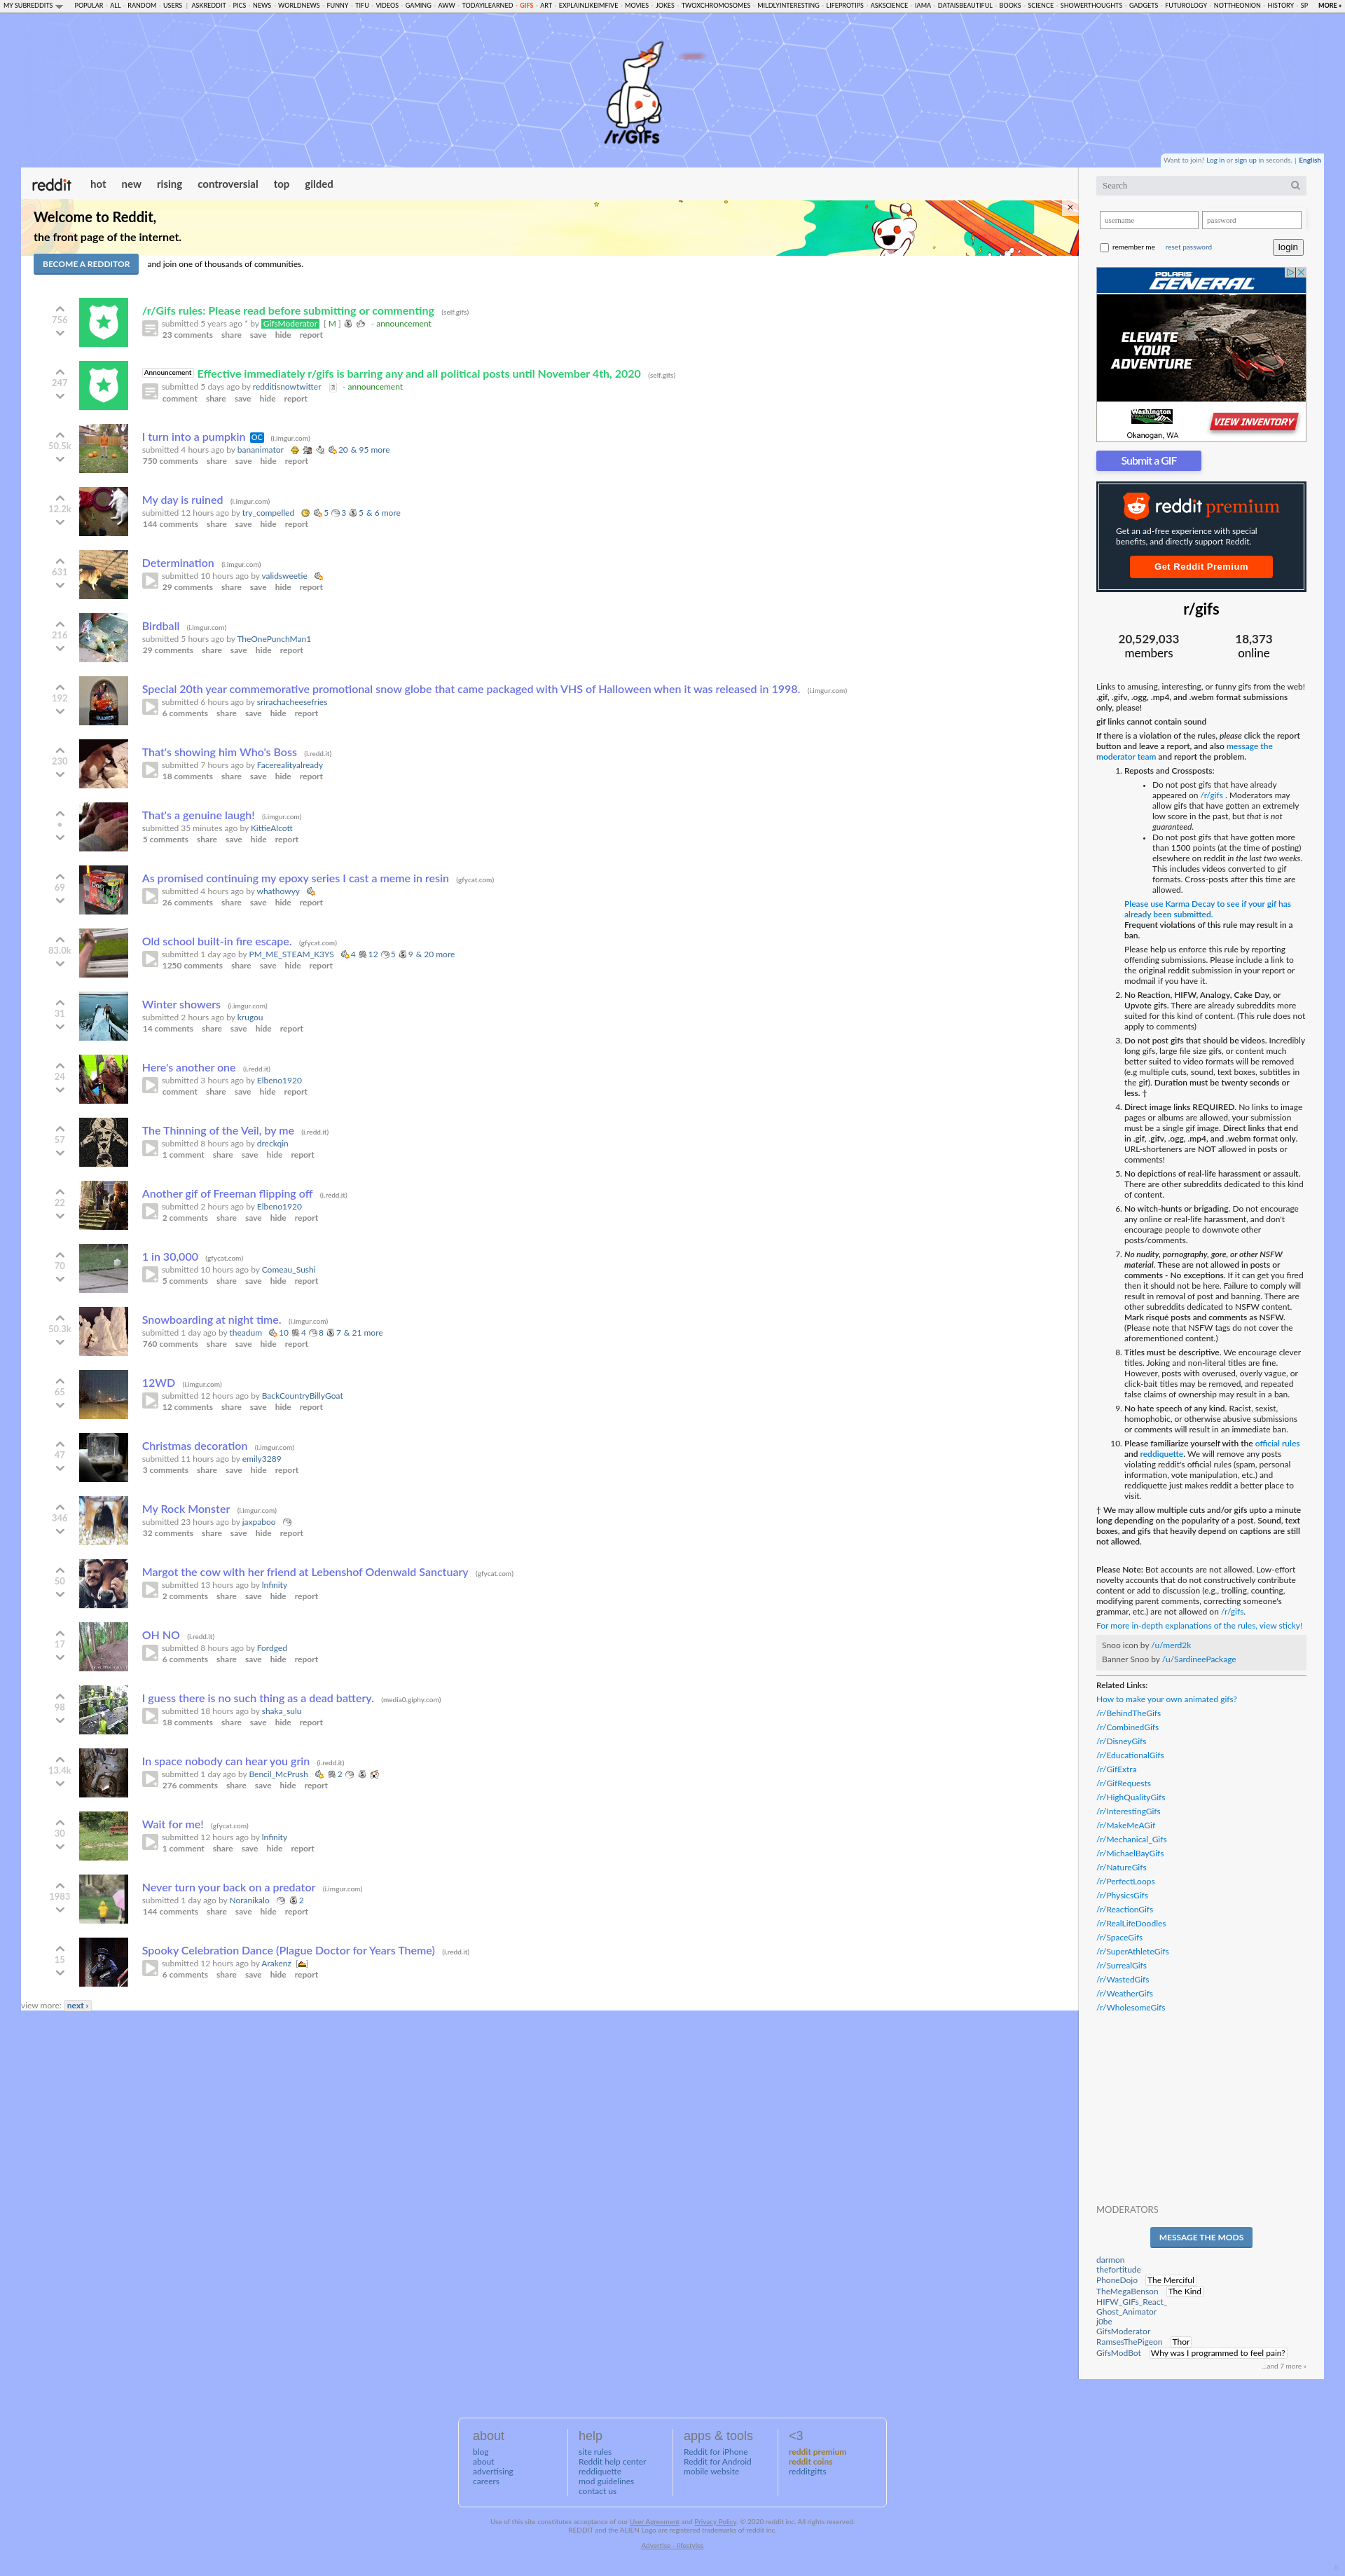 MY SUBREDDITS POPULAR - ALL - RANDOM - USERS | ASKREDDIT - PICS - NEWS - WORLDNEWS - FUNNY - TIFU - VIDEOS - GAMING - AWW - TODAYILEARNED - GIFS - ART - EXPLAINLIKEIMFIVE - MOVIES - JOKES - TWOXCHROMOSOMES - MILDLYINTERESTING - LIFEPROTIPS - ASKSCIENCE - IAMA - DATAISBEAUTIFUL - BOOKS - SCIENCE - SHOWERTHOUGHTS - GADGETS - FUTUROLOGY - NOTTHEONION - HISTORY - SP MORE »
/r/GIFs
Want to join? Log in or sign up in seconds. | English
reddit hot new rising controversial top gilded
Welcome to Reddit,
the front page of the internet.
×
BECOME A REDDITOR and join one of thousands of communities.
756
/r/Gifs rules: Please read before submitting or commenting (self.gifs)
submitted 5 years ago * by GifsModerator [ M ] - announcement
23 comments share save hide report
247
Announcement Effective immediately r/gifs is barring any and all political posts until November 4th, 2020 (self.gifs)
submitted 5 days ago by redditisnowtwitter - announcement
comment share save hide report
50.5k
I turn into a pumpkin OC (i.imgur.com)
submitted 4 hours ago by bananimator 20 & 95 more
750 comments share save hide report
12.2k
My day is ruined (i.imgur.com)
submitted 12 hours ago by try_compelled 5 3 5 & 6 more
144 comments share save hide report
631
Determination (i.imgur.com)
submitted 10 hours ago by validsweetie
29 comments share save hide report
216
Birdball (i.imgur.com)
submitted 5 hours ago by TheOnePunchMan1
29 comments share save hide report
192
Special 20th year commemorative promotional snow globe that came packaged with VHS of Halloween when it was released in 1998. (i.imgur.com)
submitted 6 hours ago by srirachacheesefries
6 comments share save hide report
230
That's showing him Who's Boss (i.redd.it)
submitted 7 hours ago by Facerealityalready
18 comments share save hide report
•
That's a genuine laugh! (i.imgur.com)
submitted 35 minutes ago by KittieAlcott
5 comments share save hide report
69
As promised continuing my epoxy series I cast a meme in resin (gfycat.com)
submitted 4 hours ago by whathowyy
26 comments share save hide report
83.0k
Old school built-in fire escape. (gfycat.com)
submitted 1 day ago by PM_ME_STEAM_K3YS 4 12 5 9 & 20 more
1250 comments share save hide report
31
Winter showers (i.imgur.com)
submitted 2 hours ago by krugou
14 comments share save hide report
24
Here's another one (i.redd.it)
submitted 3 hours ago by Elbeno1920
comment share save hide report
57
The Thinning of the Veil, by me (i.redd.it)
submitted 8 hours ago by dreckqin
1 comment share save hide report
22
Another gif of Freeman flipping off (i.redd.it)
submitted 2 hours ago by Elbeno1920
2 comments share save hide report
70
1 in 30,000 (gfycat.com)
submitted 10 hours ago by Comeau_Sushi
5 comments share save hide report
50.3k
Snowboarding at night time. (i.imgur.com)
submitted 1 day ago by theadum 10 4 8 7 & 21 more
760 comments share save hide report
65
12WD (i.imgur.com)
submitted 12 hours ago by BackCountryBillyGoat
12 comments share save hide report
47
Christmas decoration (i.imgur.com)
submitted 11 hours ago by emily3289
3 comments share save hide report
346
My Rock Monster (i.imgur.com)
submitted 23 hours ago by jaxpaboo
32 comments share save hide report
50
Margot the cow with her friend at Lebenshof Odenwald Sanctuary (gfycat.com)
submitted 13 hours ago by lnfinity
2 comments share save hide report
17
OH NO (i.redd.it)
submitted 8 hours ago by Fordged
6 comments share save hide report
98
I guess there is no such thing as a dead battery. (media0.giphy.com)
submitted 18 hours ago by shaka_sulu
18 comments share save hide report
13.4k
In space nobody can hear you grin (i.redd.it)
submitted 1 day ago by Bencil_McPrush 2
276 comments share save hide report
30
Wait for me! (gfycat.com)
submitted 12 hours ago by lnfinity
1 comment share save hide report
1983
Never turn your back on a predator (i.imgur.com)
submitted 1 day ago by Noranikalo 2
144 comments share save hide report
15
Spooky Celebration Dance (Plague Doctor for Years Theme) (i.redd.it)
submitted 12 hours ago by Arakenz
6 comments share save hide report
view more: next ›
Search
username password
remember me reset password login
POLARIS
GENERAL
ELEVATE
YOUR
ADVENTURE
Washington
TRACTOR
Okanogan, WA
VIEW INVENTORY
Submit a GIF
reddit premium
Get an ad-free experience with special
benefits, and directly support Reddit.
Get Reddit Premium
r/gifs
20,529,033 18,373
members online
Links to amusing, interesting, or funny gifs from the web!
.gif, .gifv, .ogg, .mp4, and .webm format submissions
only, please!
gif links cannot contain sound
If there is a violation of the rules, please click the report
button and leave a report, and also message the
moderator team and report the problem.
1. Reposts and Crossposts:
• Do not post gifs that have already
appeared on /r/gifs . Moderators may
allow gifs that have gotten an extremely
low score in the past, but that is not
guaranteed.
• Do not post gifs that have gotten more
than 1500 points (at the time of posting)
elsewhere on reddit in the last two weeks.
This includes videos converted to gif
formats. Cross-posts after this time are
allowed.
Please use Karma Decay to see if your gif has
already been submitted.
Frequent violations of this rule may result in a
ban.
Please help us enforce this rule by reporting
offending submissions. Please include a link to
the original reddit submission in your report or
modmail if you have it.
2. No Reaction, HIFW, Analogy, Cake Day, or
Upvote gifs. There are already subreddits more
suited for this kind of content. (This rule does not
apply to comments)
3. Do not post gifs that should be videos. Incredibly
long gifs, large file size gifs, or content much
better suited to video formats will be removed
(e.g multiple cuts, sound, text boxes, subtitles in
the gif). Duration must be twenty seconds or
less. †
4. Direct image links REQUIRED. No links to image
pages or albums are allowed, your submission
must be a single gif image. Direct links that end
in .gif, .gifv, .ogg, .mp4, and .webm format only.
URL-shorteners are NOT allowed in posts or
comments!
5. No depictions of real-life harassment or assault.
There are other subreddits dedicated to this kind
of content.
6. No witch-hunts or brigading. Do not encourage
any online or real-life harassment, and don't
encourage people to downvote other
posts/comments.
7. No nudity, pornography, gore, or other NSFW
material. These are not allowed in posts or
comments - No exceptions. If it can get you fired
then it should not be here. Failure to comply will
result in removal of post and banning. There are
other subreddits dedicated to NSFW content.
Mark risqué posts and comments as NSFW.
(Please note that NSFW tags do not cover the
aforementioned content.)
8. Titles must be descriptive. We encourage clever
titles. Joking and non-literal titles are fine.
However, posts with overused, overly vague, or
click-bait titles may be removed, and repeated
false claims of ownership may result in a ban.
9. No hate speech of any kind. Racist, sexist,
homophobic, or otherwise abusive submissions
or comments will result in an immediate ban.
10. Please familiarize yourself with the official rules
and reddiquette. We will remove any posts
violating reddit's official rules (spam, personal
information, vote manipulation, etc.) and
reddiquette just makes reddit a better place to
visit.
† We may allow multiple cuts and/or gifs upto a minute
long depending on the popularity of a post. Sound, text
boxes, and gifs that heavily depend on captions are still
not allowed.
Please Note: Bot accounts are not allowed. Low-effort
novelty accounts that do not constructively contribute
content or add to discussion (e.g., trolling, counting,
modifying parent comments, correcting someone's
grammar, etc.) are not allowed on /r/gifs.
For more in-depth explanations of the rules, view sticky!
Snoo icon by /u/merd2k
Banner Snoo by /u/SardineePackage
Related Links:
How to make your own animated gifs?
/r/BehindTheGifs
/r/CombinedGifs
/r/DisneyGifs
/r/EducationalGifs
/r/GifExtra
/r/GifRequests
/r/HighQualityGifs
/r/InterestingGifs
/r/MakeMeAGif
/r/Mechanical_Gifs
/r/MichaelBayGifs
/r/NatureGifs
/r/PerfectLoops
/r/PhysicsGifs
/r/ReactionGifs
/r/RealLifeDoodles
/r/SpaceGifs
/r/SuperAthleteGifs
/r/SurrealGifs
/r/WastedGifs
/r/WeatherGifs
/r/WholesomeGifs
MODERATORS
MESSAGE THE MODS
darmon
thefortitude
PhoneDojo The Merciful
TheMegaBenson The Kind
HIFW_GIFs_React_
Ghost_Animator
j0be
GifsModerator
RamsesThePigeon Thor
GifsModBot Why was I programmed to feel pain?
...and 7 more »
about
blog
about
advertising
careers
help
site rules
Reddit help center
reddiquette
mod guidelines
contact us
apps & tools
Reddit for iPhone
Reddit for Android
mobile website
<3
reddit premium
reddit coins
redditgifts
Use of this site constitutes acceptance of our User Agreement and Privacy Policy. © 2020 reddit inc. All rights reserved.
REDDIT and the ALIEN Logo are registered trademarks of reddit inc.
Advertise - lifestyles